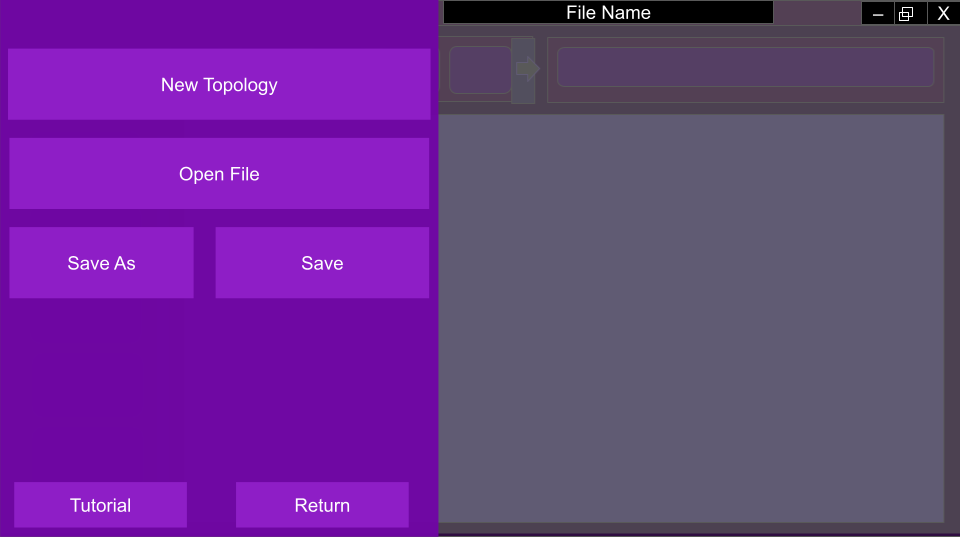 File Name
– X
New Topology
Open File
Save As Save
Tutorial Return